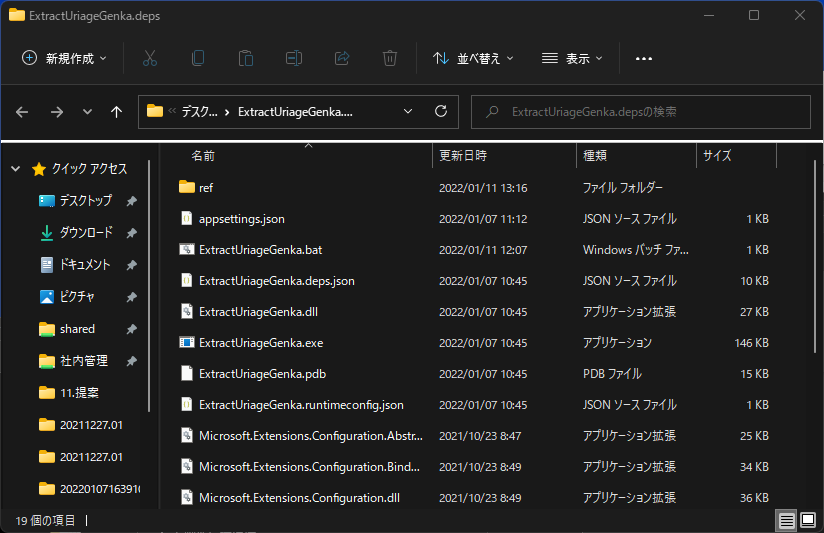 ExtractUriageGenka.deps
新規作成
並べ替え
表示
デスク...
ExtractUriageGenka....
ExtractUriageGenka.depsの検索
クイック アクセス
デスクトップ
ダウンロード
ドキュメント
ピクチャ
shared
社内管理
11.提案
20211227.01
20211227.01
2022010716391
名前 更新日時 種類 サイズ
ref 2022/01/11 13:16 ファイル フォルダー
appsettings.json 2022/01/07 11:12 JSON ソース ファイル 1 KB
ExtractUriageGenka.bat 2022/01/11 12:07 Windows バッチ ファ... 1 KB
ExtractUriageGenka.deps.json 2022/01/07 10:45 JSON ソース ファイル 10 KB
ExtractUriageGenka.dll 2022/01/07 10:45 アプリケーション拡張 27 KB
ExtractUriageGenka.exe 2022/01/07 10:45 アプリケーション 146 KB
ExtractUriageGenka.pdb 2022/01/07 10:45 PDB ファイル 15 KB
ExtractUriageGenka.runtimeconfig.json 2022/01/07 10:45 JSON ソース ファイル 1 KB
Microsoft.Extensions.Configuration.Abstr... 2021/10/23 8:47 アプリケーション拡張 25 KB
Microsoft.Extensions.Configuration.Bind... 2021/10/23 8:49 アプリケーション拡張 34 KB
Microsoft.Extensions.Configuration.dll 2021/10/23 8:49 アプリケーション拡張 36 KB
19 個の項目